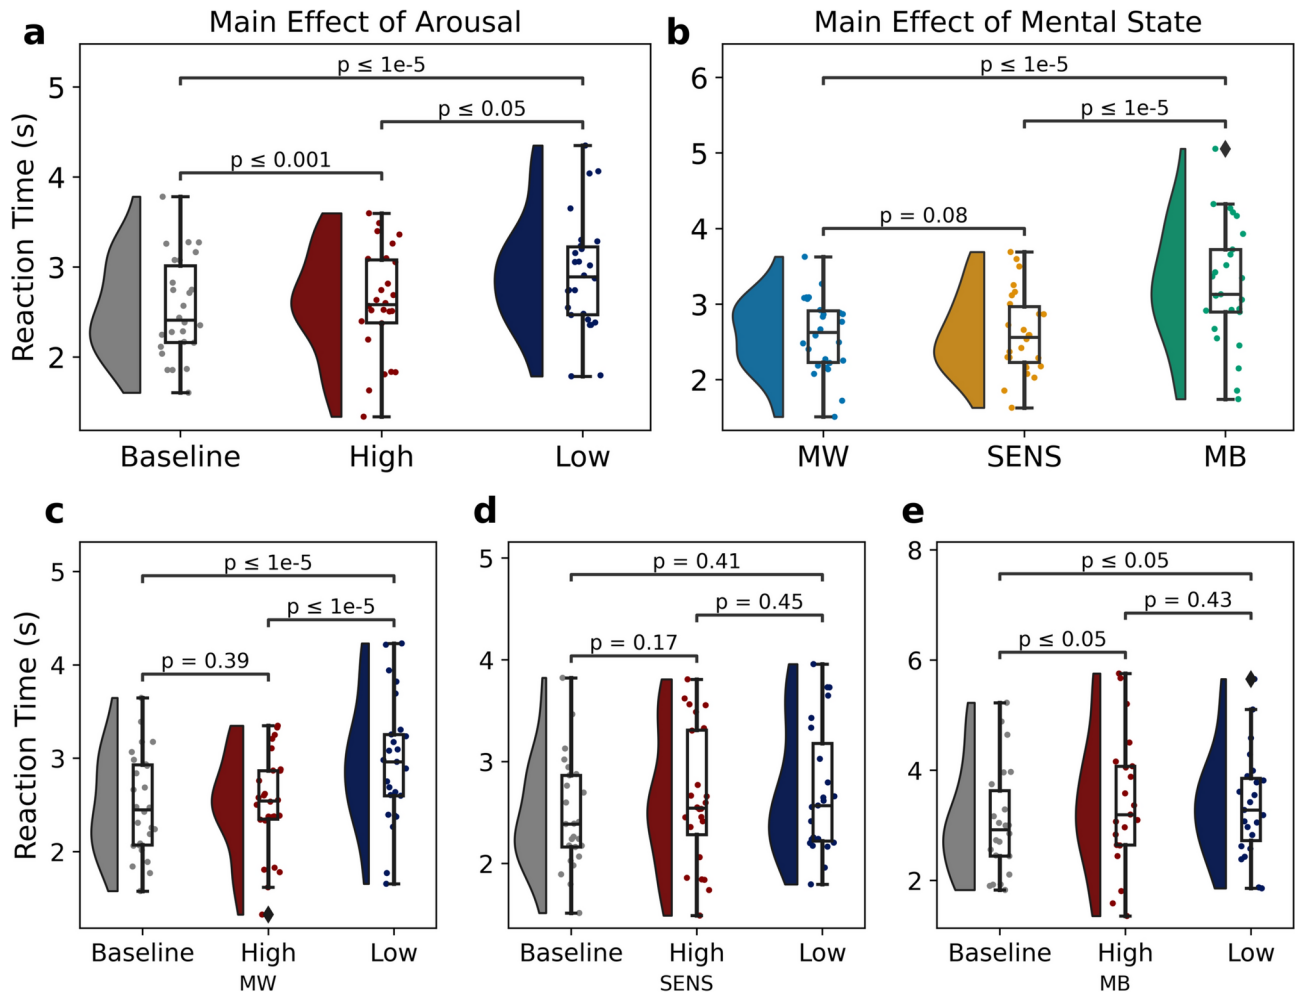 a Main Effect of Arousal
Reaction Time (s)
5
4
3
2
p ≤ 1e-5
p ≤ 0.05
p ≤ 0.001
Baseline High Low
b Main Effect of Mental State
6
5
4
3
2
p ≤ 1e-5
p ≤ 1e-5
p = 0.08
MW SENS MB
c
Reaction Time (s)
5
4
3
2
p ≤ 1e-5
p ≤ 1e-5
p = 0.39
Baseline High Low
MW
d
5
4
3
2
p = 0.41
p = 0.45
p = 0.17
Baseline High Low
SENS
e
8
6
4
2
p ≤ 0.05
p = 0.43
p ≤ 0.05
Baseline High Low
MB